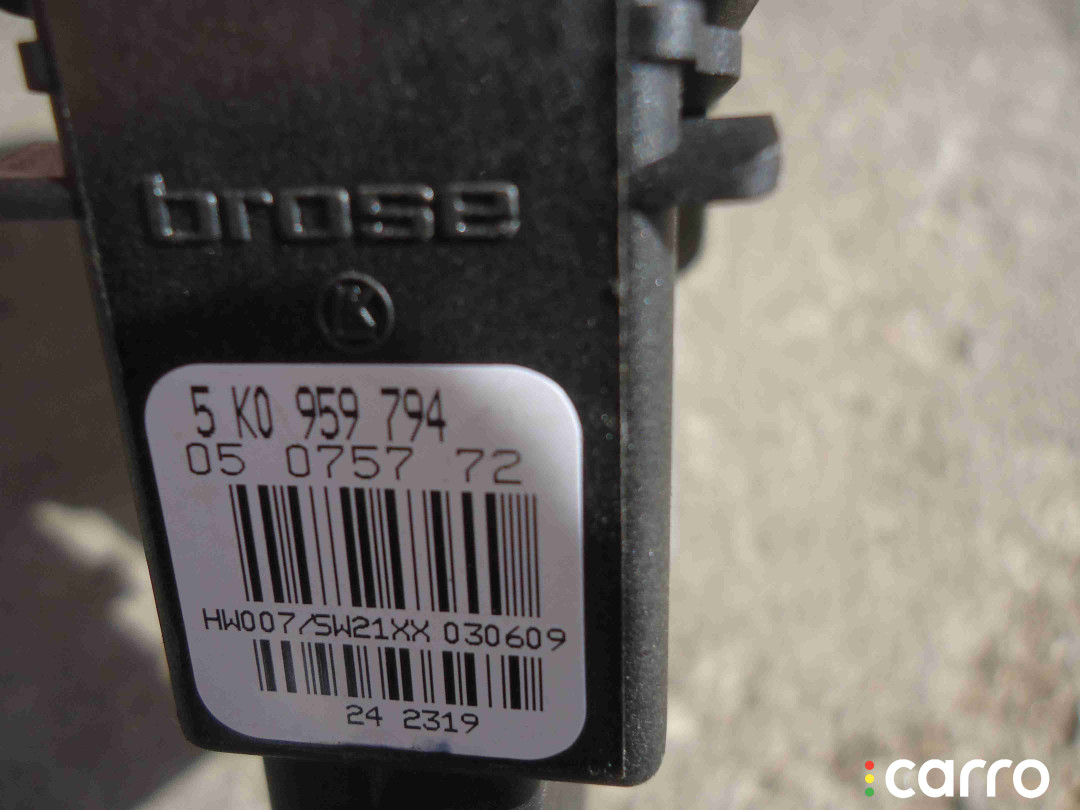 brose
K
5 K0 959 794
05 0757 72
HW007/SW21XX 030609
24 2319
carro